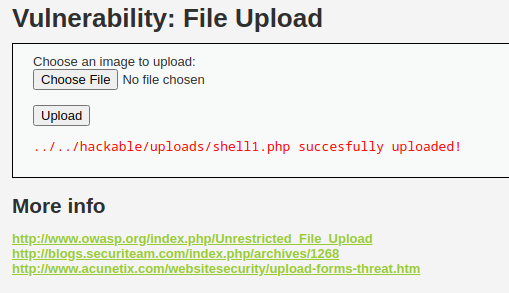 Vulnerability: File Upload
Choose an image to upload:
Choose File No file chosen
Upload
../../hackable/uploads/shell1.php succesfully uploaded!
More info
http://www.owasp.org/index.php/Unrestricted_File_Upload
http://blogs.securiteam.com/index.php/archives/1268
http://www.acunetix.com/websitesecurity/upload-forms-threat.htm